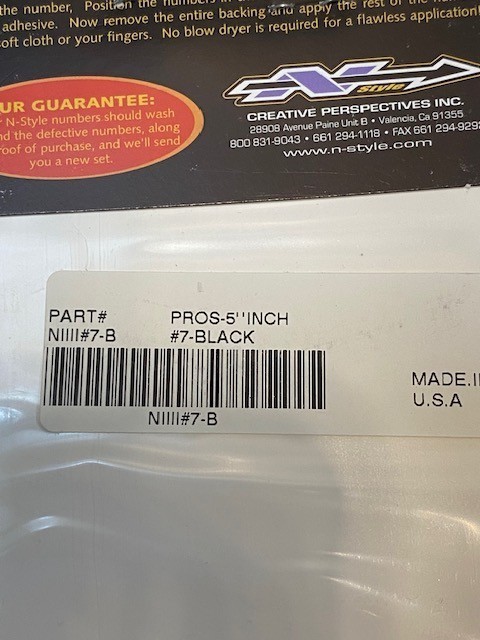 the number, Position the numbers in
adhesive. Now remove the entire backing and apply the rest of the
soft cloth or your fingers. No blow dryer is required for a flawless application!
UR GUARANTEE:
N-Style numbers should wash
nd the defective numbers, along
roof of purchase, and we'll send
you a new set.
N Style
CREATIVE PERSPECTIVES INC.
28908 Avenue Paine Unit B • Valencia, Ca 91355
800 831-9043 • 661 294-1118 • FAX 661 294-929
www.n-style.com
PART# PROS-5''INCH
NIIII#7-B #7-BLACK
NIIII#7-B
MADE.I
U.S.A